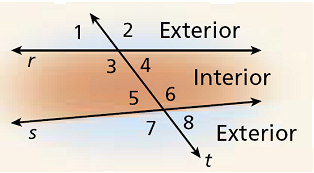 1 2 Exterior
r
3 4
Interior
5 6
s
7 8 Exterior
t